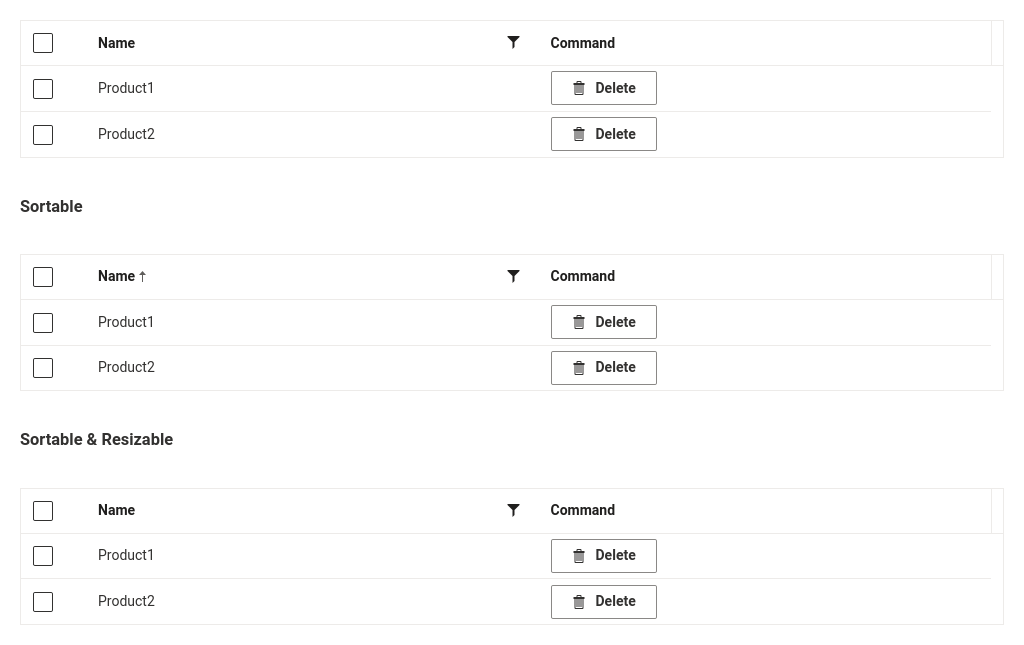 Name Command
Product1 Delete
Product2 Delete
Sortable
Name Command
Product1 Delete
Product2 Delete
Sortable & Resizable
Name Command
Product1 Delete
Product2 Delete